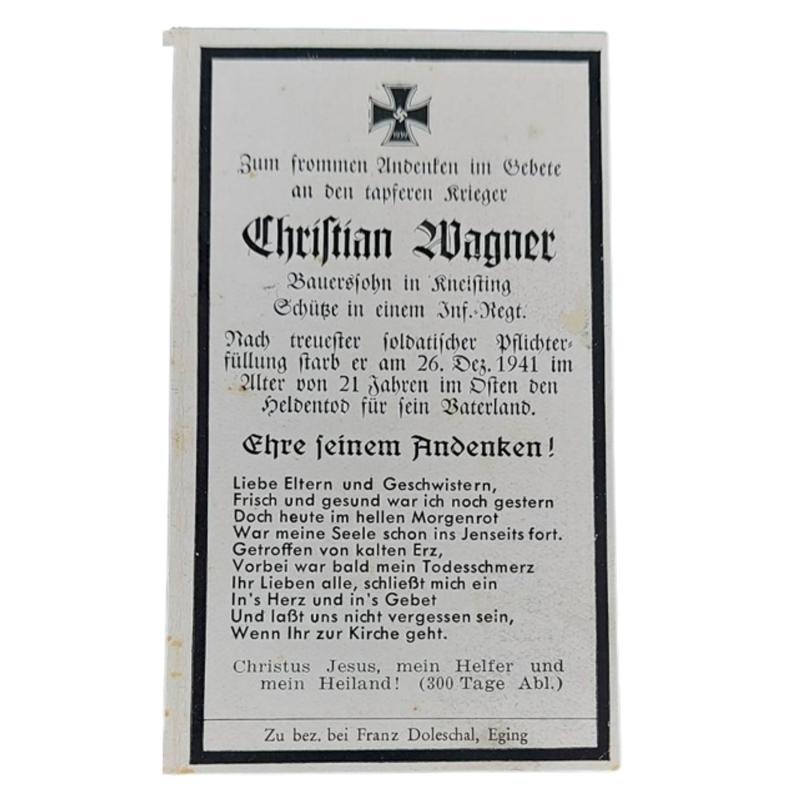 1939
Zum frommen Andenken im Gebete
an den tapferen Krieger
Christian Wagner
Bauerssohn in Kneisting
Schütze in einem Inf.-Regt.
Nach treuester soldatischer Pflichter-
füllung starb er am 26. Dez. 1941 im
Alter von 21 Jahren im Osten den
Heldentod für sein Vaterland.
Ehre seinem Andenken!
Liebe Eltern und Geschwistern,
Frisch und gesund war ich noch gestern
Doch heute im hellen Morgenrot
War meine Seele schon ins Jenseits fort.
Getroffen von kalten Erz,
Vorbei war bald mein Todesschmerz
Ihr Lieben alle, schließt mich ein
In's Herz und in's Gebet
Und laßt uns nicht vergessen sein,
Wenn Ihr zur Kirche geht.
Christus Jesus, mein Helfer und
mein Heiland! (300 Tage Abl.)
Zu bez. bei Franz Doleschal, Eging